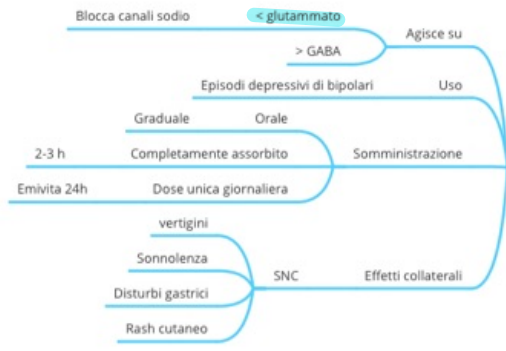 Blocca canali sodio < glutammato
Agisce su
> GABA
Episodi depressivi di bipolari Uso
Graduale Orale
2-3 h Completamente assorbito Somministrazione
Emivita 24h Dose unica giornaliera
vertigini
Sonnolenza
SNC Effetti collaterali
Disturbi gastrici
Rash cutaneo